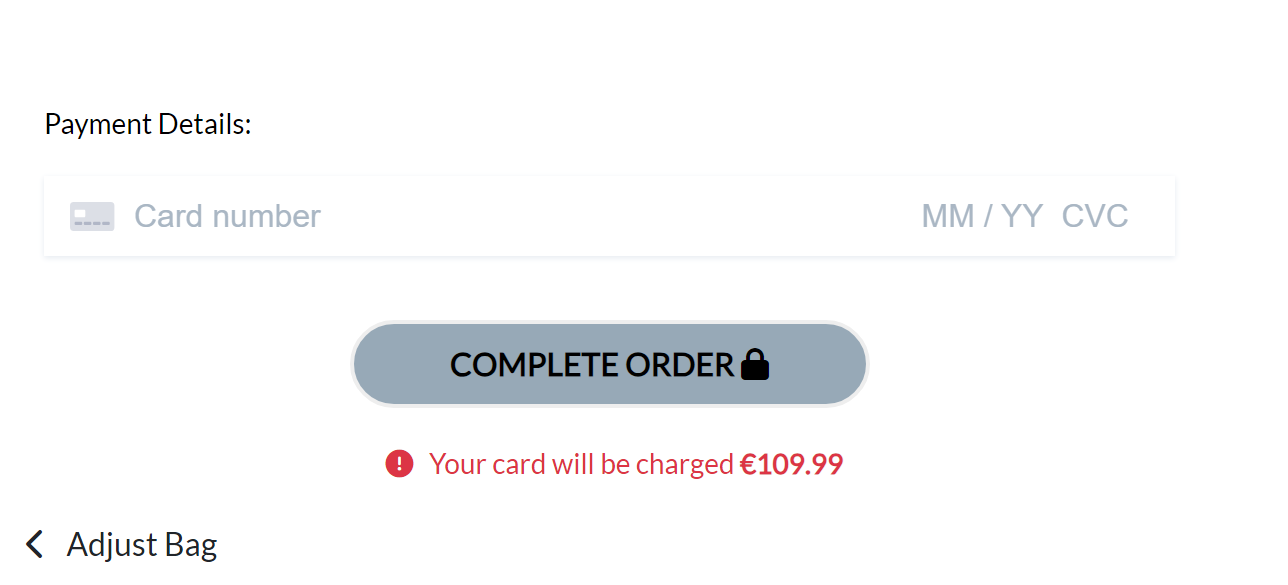 Payment Details:
Card number MM / YY CVC
COMPLETE ORDER
Your card will be charged €109.99
Adjust Bag